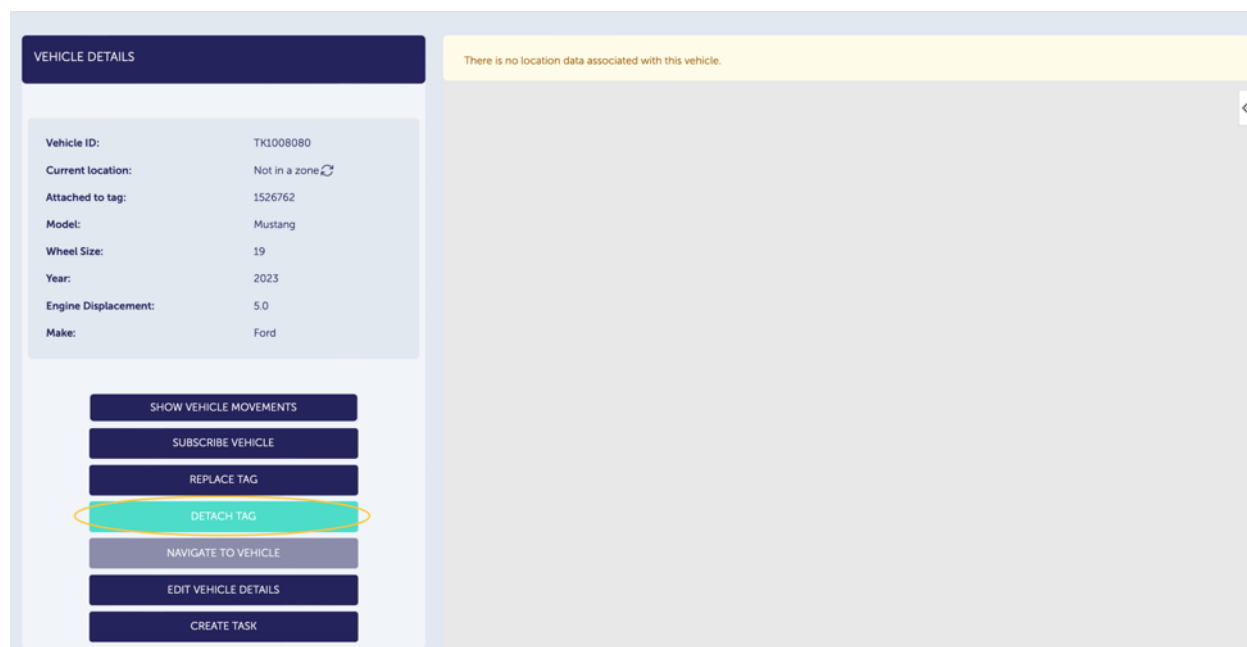 VEHICLE DETAILS
There is no location data associated with this vehicle.
Vehicle ID: TK1008080
Current location: Not in a zone
Attached to tag: 1526762
Model: Mustang
Wheel Size: 19
Year: 2023
Engine Displacement: 5.0
Make: Ford
SHOW VEHICLE MOVEMENTS
SUBSCRIBE VEHICLE
REPLACE TAG
DETACH TAG
NAVIGATE TO VEHICLE
EDIT VEHICLE DETAILS
CREATE TASK